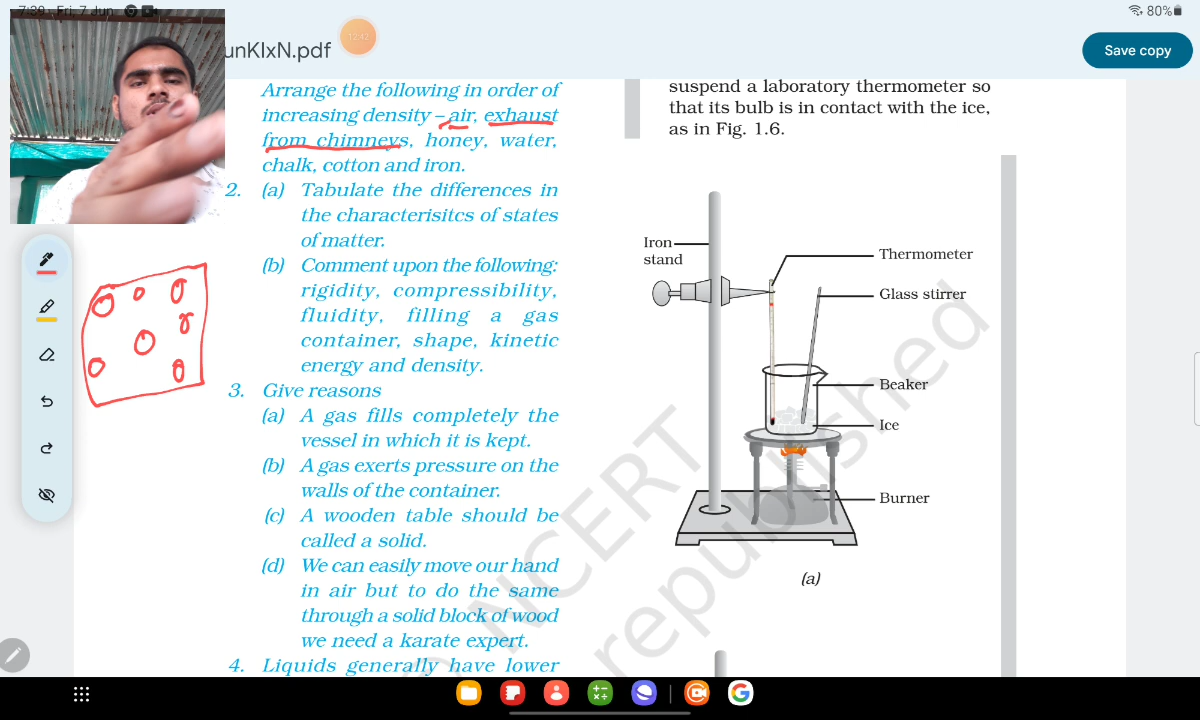 7:39 Fri, 7 Jun
80%
12:42
unKIxN.pdf
Save copy
Arrange the following in order of
increasing density – air, exhaust
from chimneys, honey, water,
chalk, cotton and iron.
2. (a) Tabulate the differences in
the characterisitcs of states
of matter.
(b) Comment upon the following:
rigidity, compressibility,
fluidity, filling a gas
container, shape, kinetic
energy and density.
3. Give reasons
(a) A gas fills completely the
vessel in which it is kept.
(b) A gas exerts pressure on the
walls of the container.
(c) A wooden table should be
called a solid.
(d) We can easily move our hand
in air but to do the same
through a solid block of wood
we need a karate expert.
4. Liquids generally have lower
suspend a laboratory thermometer so
that its bulb is in contact with the ice,
as in Fig. 1.6.
Iron
stand
Thermometer
Glass stirrer
Beaker
Ice
Burner
(a)
© NCERT
republished